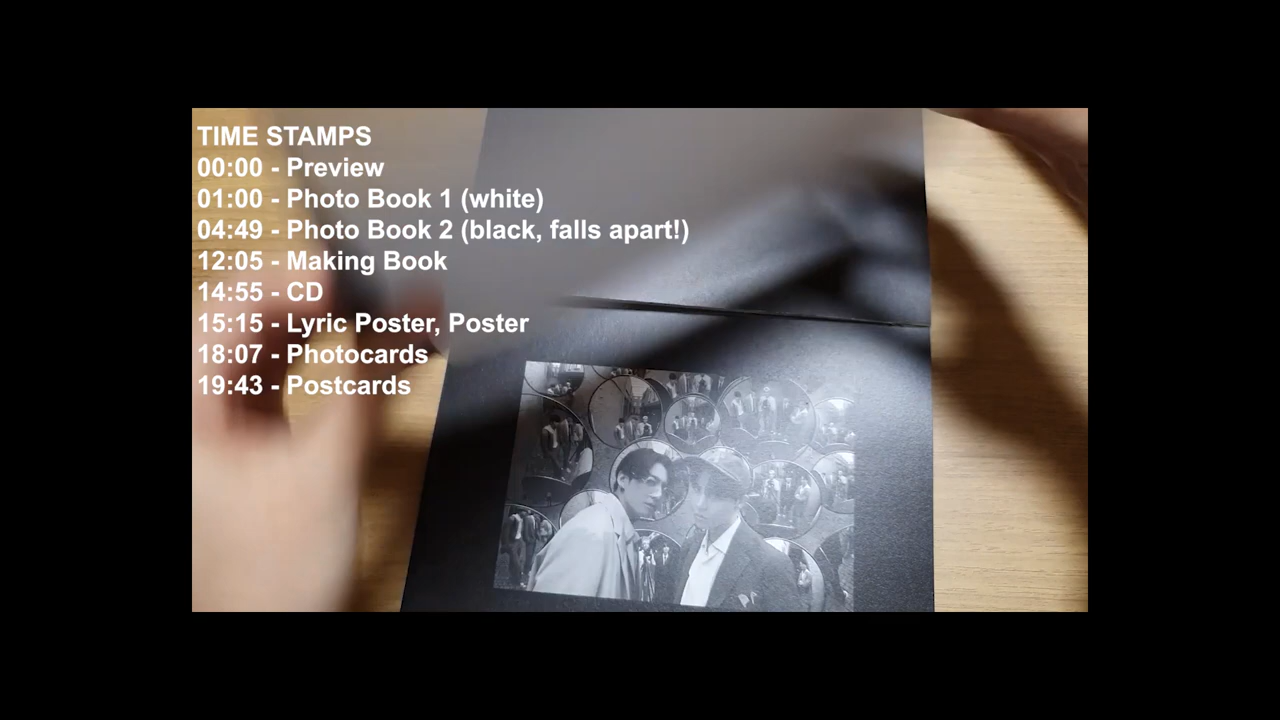 TIME STAMPS
00:00 - Preview
01:00 - Photo Book 1 (white)
04:49 - Photo Book 2 (black, falls apart!)
12:05 - Making Book
14:55 - CD
15:15 - Lyric Poster, Poster
18:07 - Photocards
19:43 - Postcards